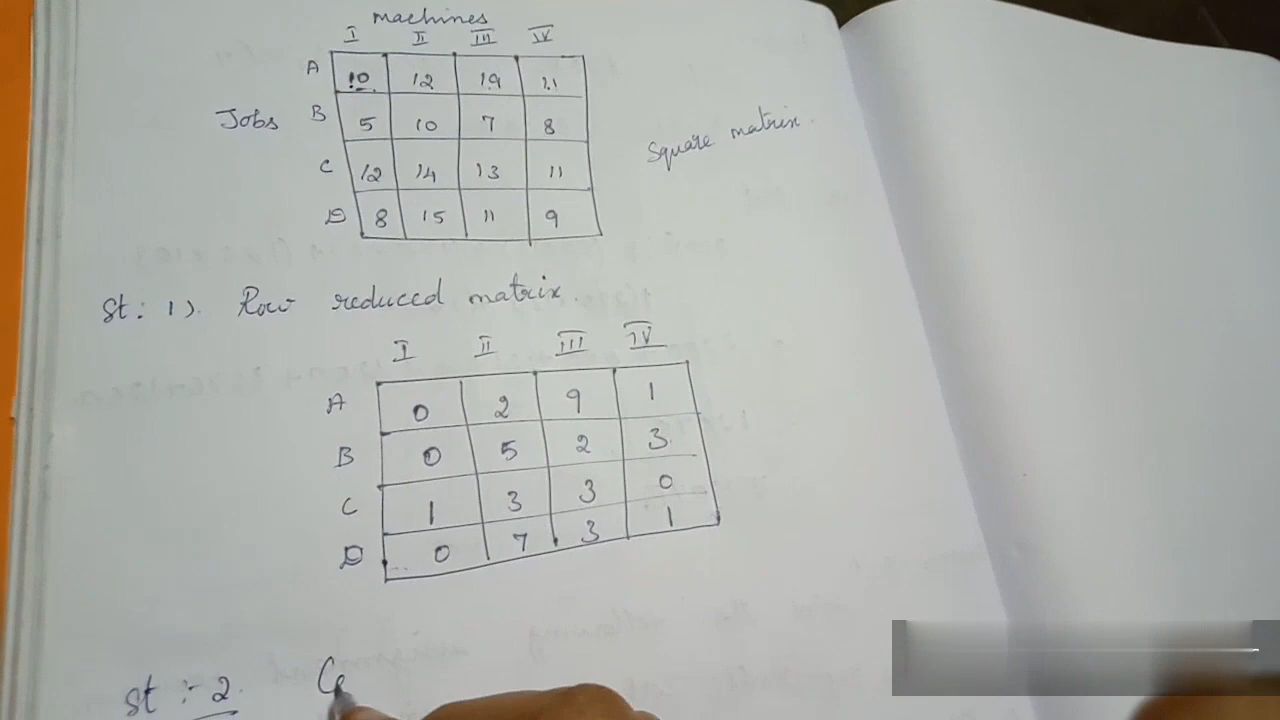 machines
I II III IV
A 10 12 19 11
Jobs B 5 10 7 8
C 12 14 13 11
D 8 15 11 9
Square matrix.
St: 1). Row reduced matrix.
I II III IV
A 0 2 9 1
B 0 5 2 3
C 1 3 3 0
D 0 7 3 1
St :- 2.